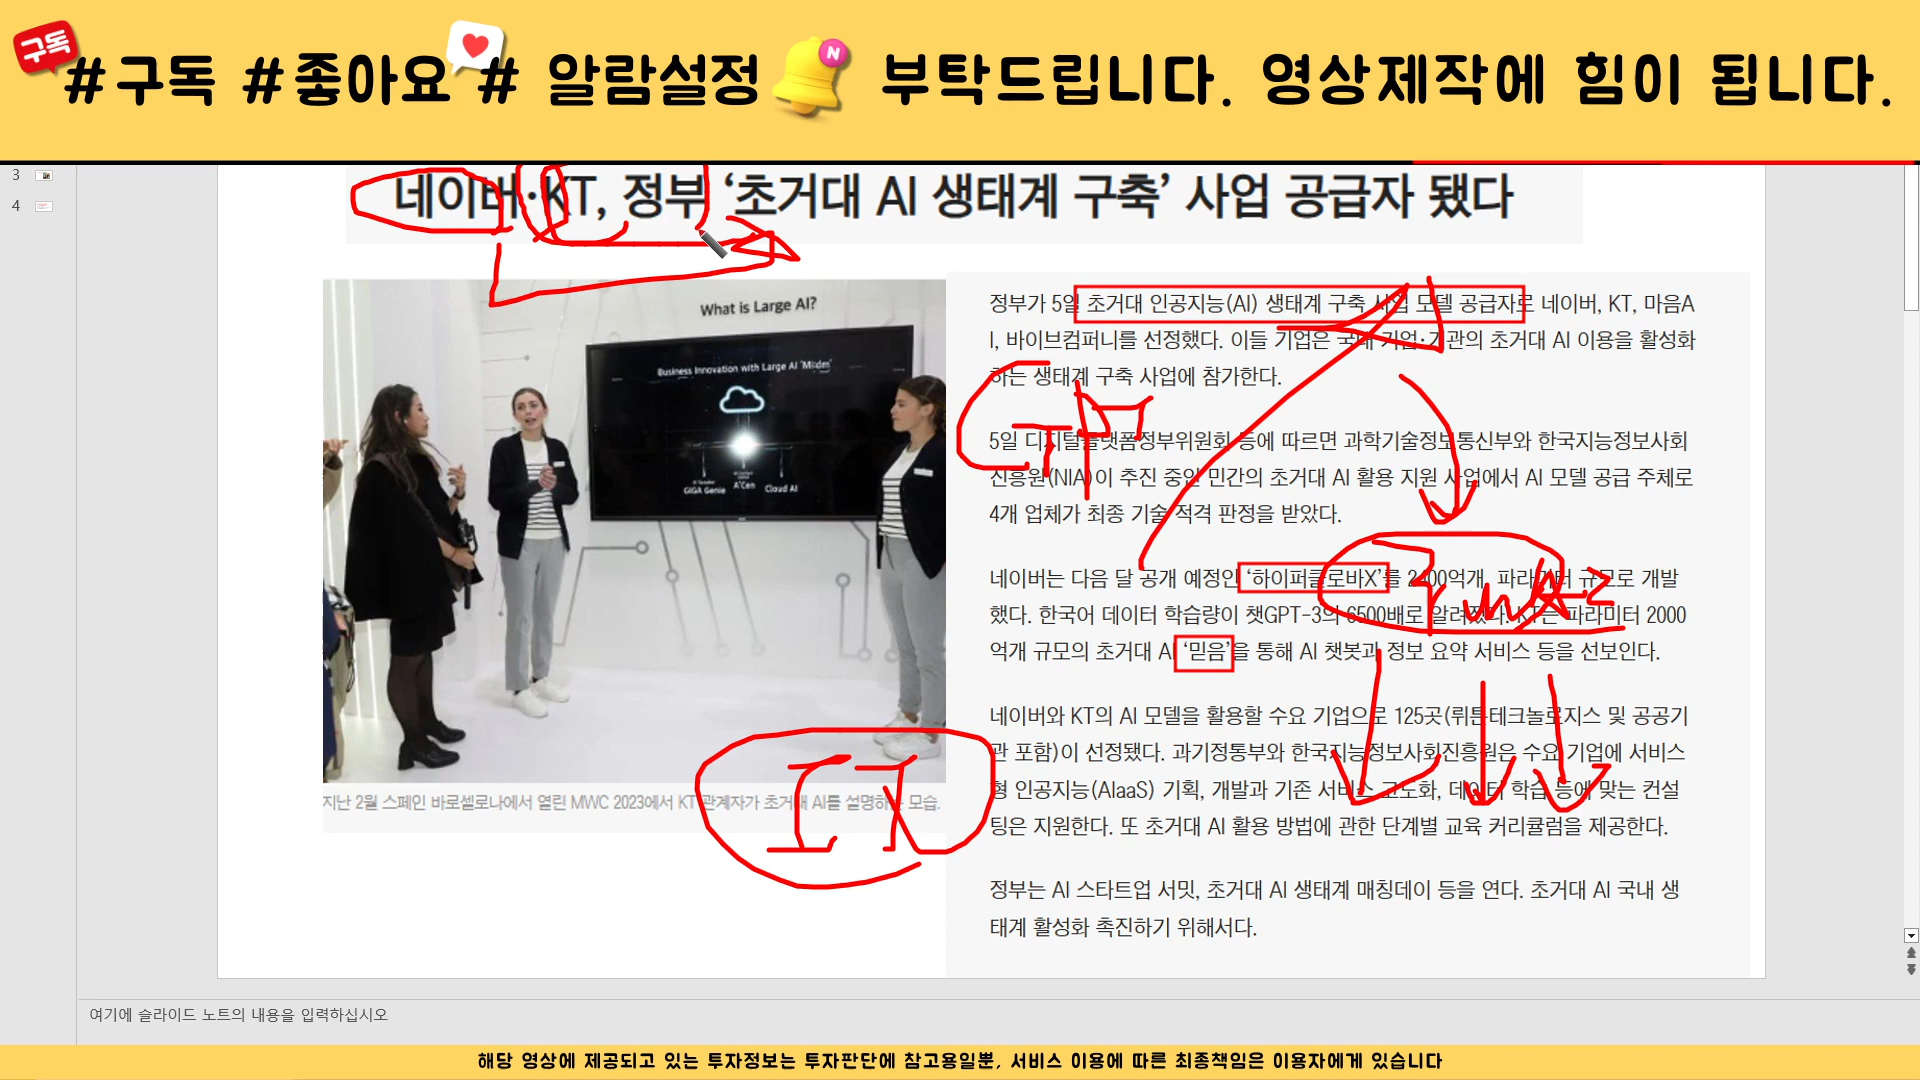 구독
#구독 #좋아요 # 알람설정 N 부탁드립니다. 영상제작에 힘이 됩니다.
3
4
네이버·KT, 정부 ‘초거대 AI 생태계 구축’ 사업 공급자 됐다
What is Large AI?
Business Innovation with Large AI 'Mi:dm'
GIGA Genie A'Cen Cloud AI
지난 2월 스페인 바로셀로나에서 열린 MWC 2023에서 KT 관계자가 초거대 AI를 설명하는 모습.
정부가 5일 초거대 인공지능(AI) 생태계 구축 사업 모델 공급자로 네이버, KT, 마음A
I, 바이브컴퍼니를 선정했다. 이들 기업은 국내 기업·기관의 초거대 AI 이용을 활성화
하는 생태계 구축 사업에 참가한다.
5일 디지털플랫폼정부위원회 등에 따르면 과학기술정보통신부와 한국지능정보사회
진흥원(NIA)이 추진 중인 민간의 초거대 AI 활용 지원 사업에서 AI 모델 공급 주체로
4개 업체가 최종 기술 적격 판정을 받았다.
네이버는 다음 달 공개 예정인 ‘하이퍼클로바X’를 2400억개, 파라미터 규모로 개발
했다. 한국어 데이터 학습량이 챗GPT-3의 6500배로 알려졌다. KT는 파라미터 2000
억개 규모의 초거대 AI ‘믿음’을 통해 AI 챗봇과 정보 요약 서비스 등을 선보인다.
네이버와 KT의 AI 모델을 활용할 수요 기업으로 125곳(뤼튼테크놀로지스 및 공공기
관 포함)이 선정됐다. 과기정통부와 한국지능정보사회진흥원은 수요 기업에 서비스
형 인공지능(AIaaS) 기획, 개발과 기존 서비스 고도화, 데이터 학습 등에 맞는 컨설
팅은 지원한다. 또 초거대 AI 활용 방법에 관한 단계별 교육 커리큘럼을 제공한다.
정부는 AI 스타트업 서밋, 초거대 AI 생태계 매칭데이 등을 연다. 초거대 AI 국내 생
태계 활성화 촉진하기 위해서다.
여기에 슬라이드 노트의 내용을 입력하십시오
해당 영상에 제공되고 있는 투자정보는 투자판단에 참고용일뿐, 서비스 이용에 따른 최종책임은 이용자에게 있습니다